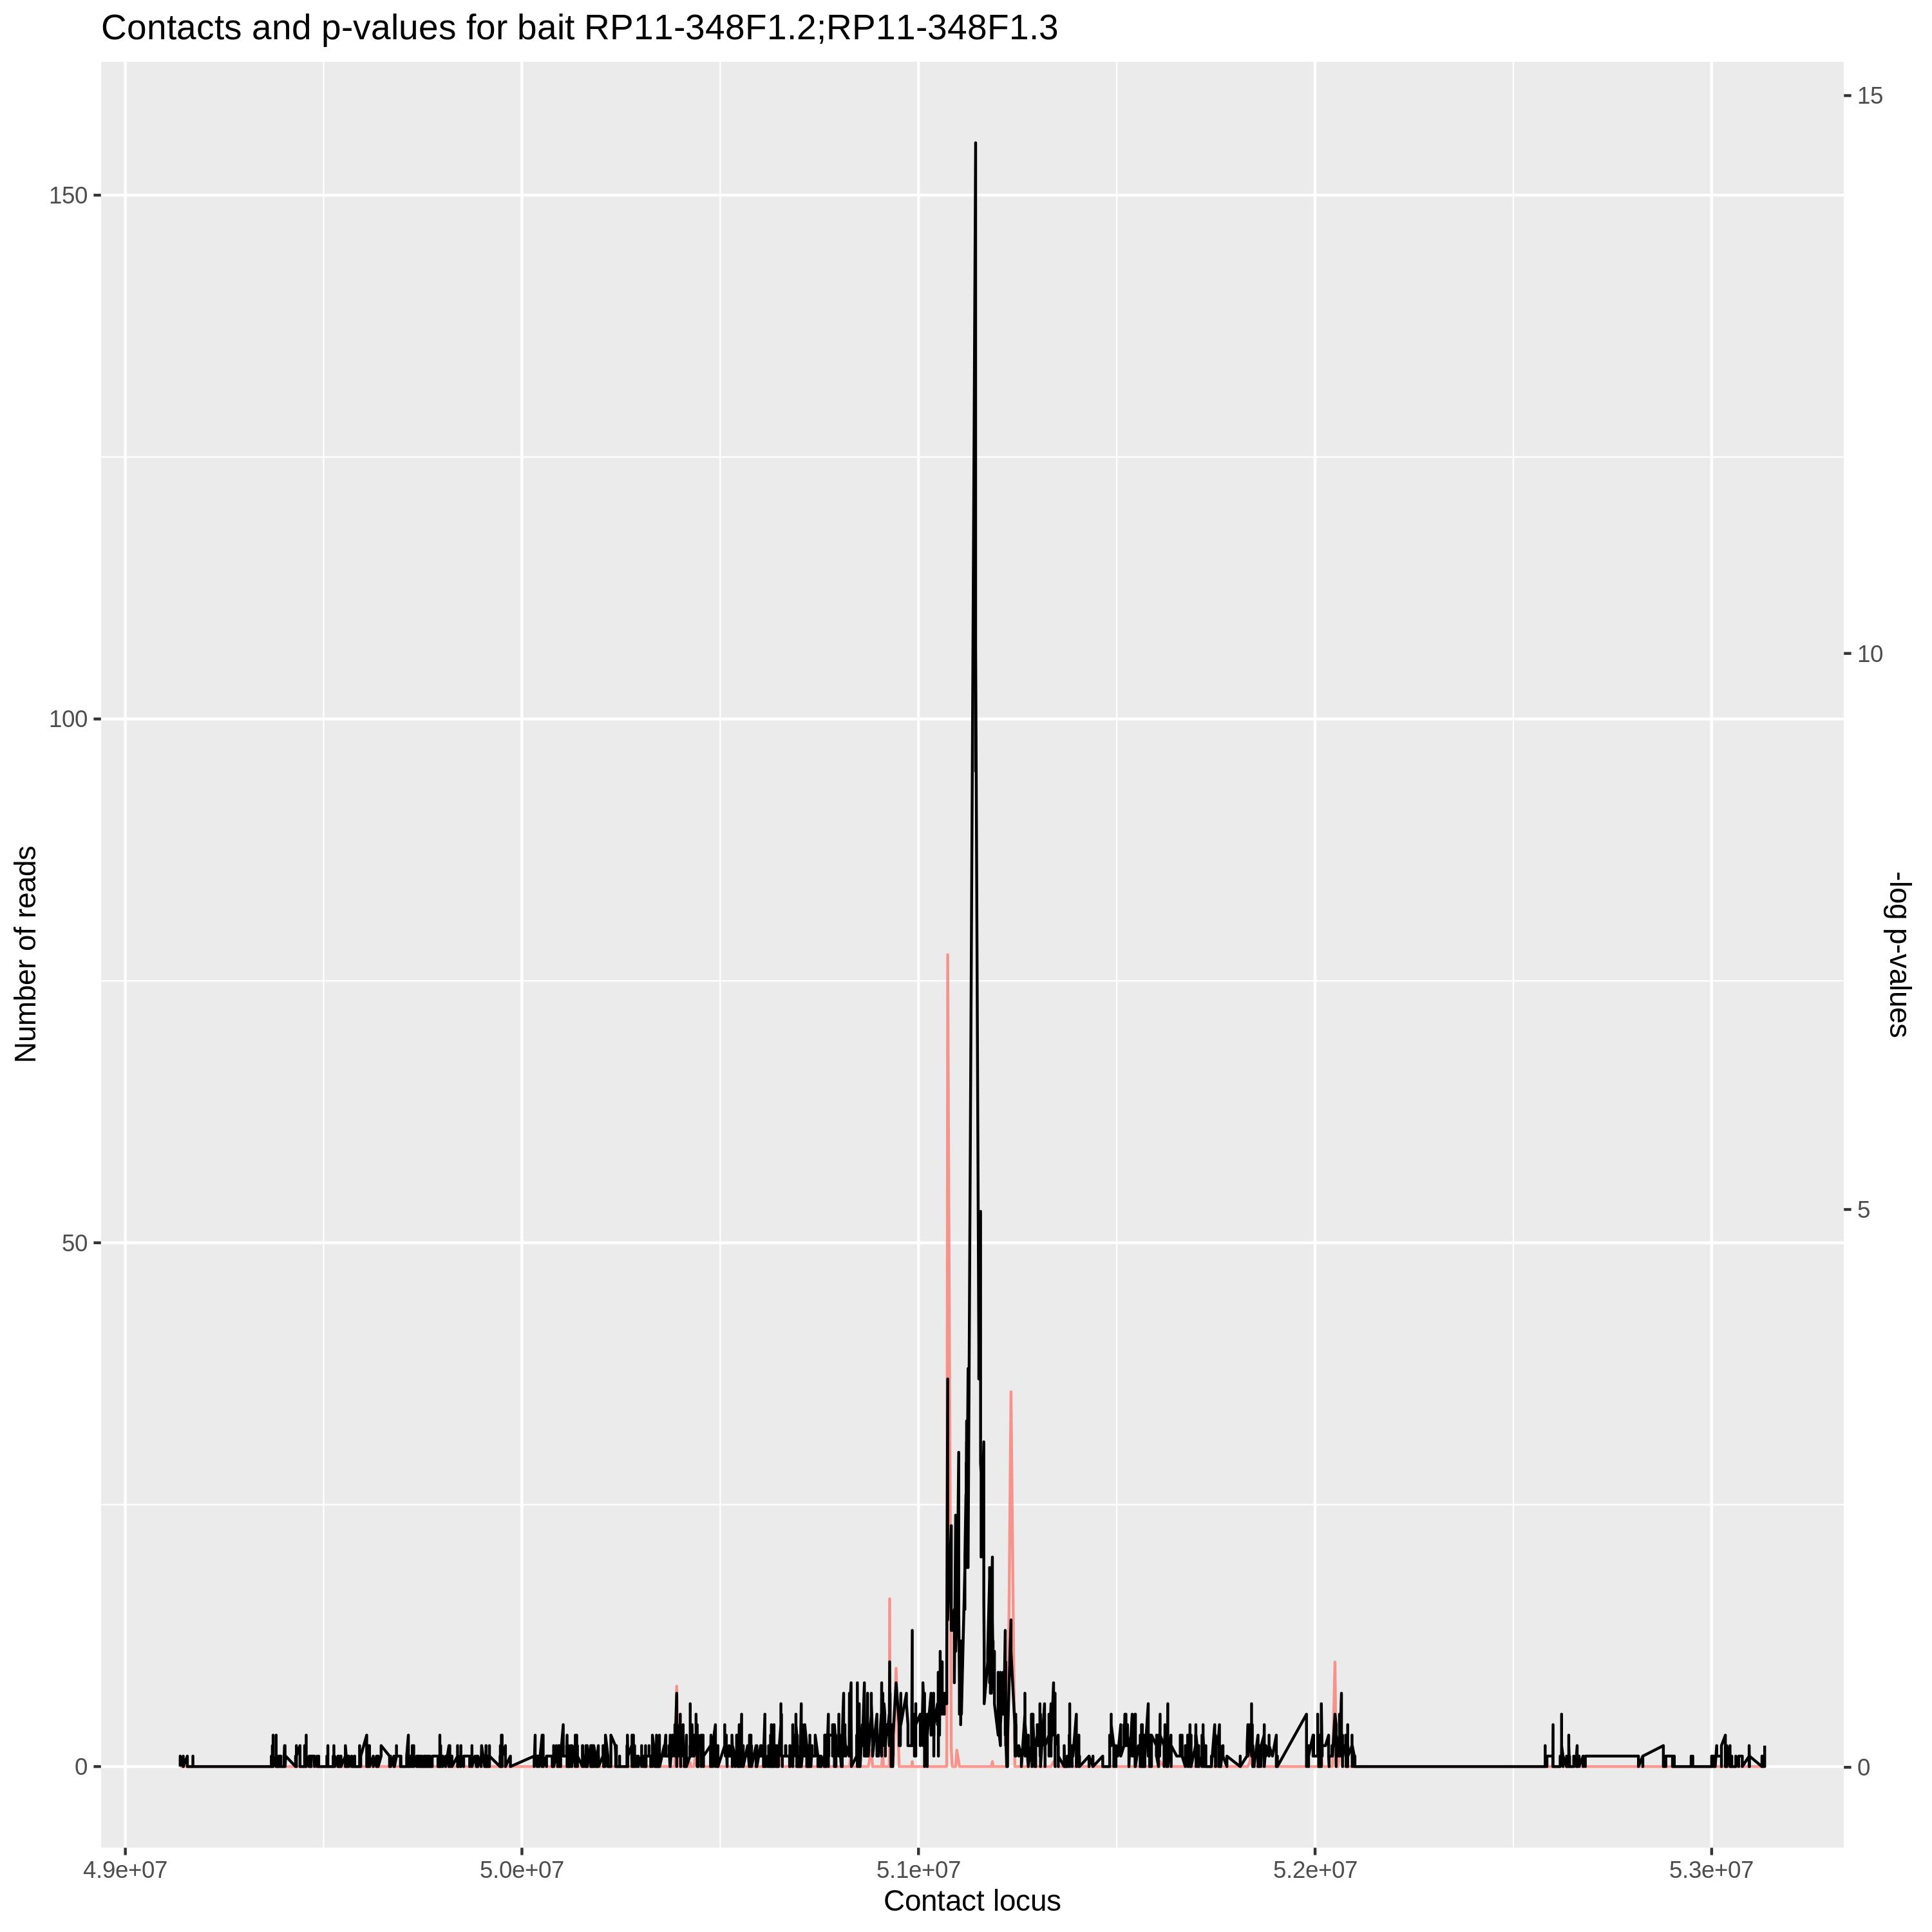 Contacts and p-values for bait RP11-348F1.2;RP11-348F1.3
150
100
50
0
Number of reads
15
10
5
0
-log p-values
4.9e+07
5.0e+07
5.1e+07
5.2e+07
5.3e+07
Contact locus